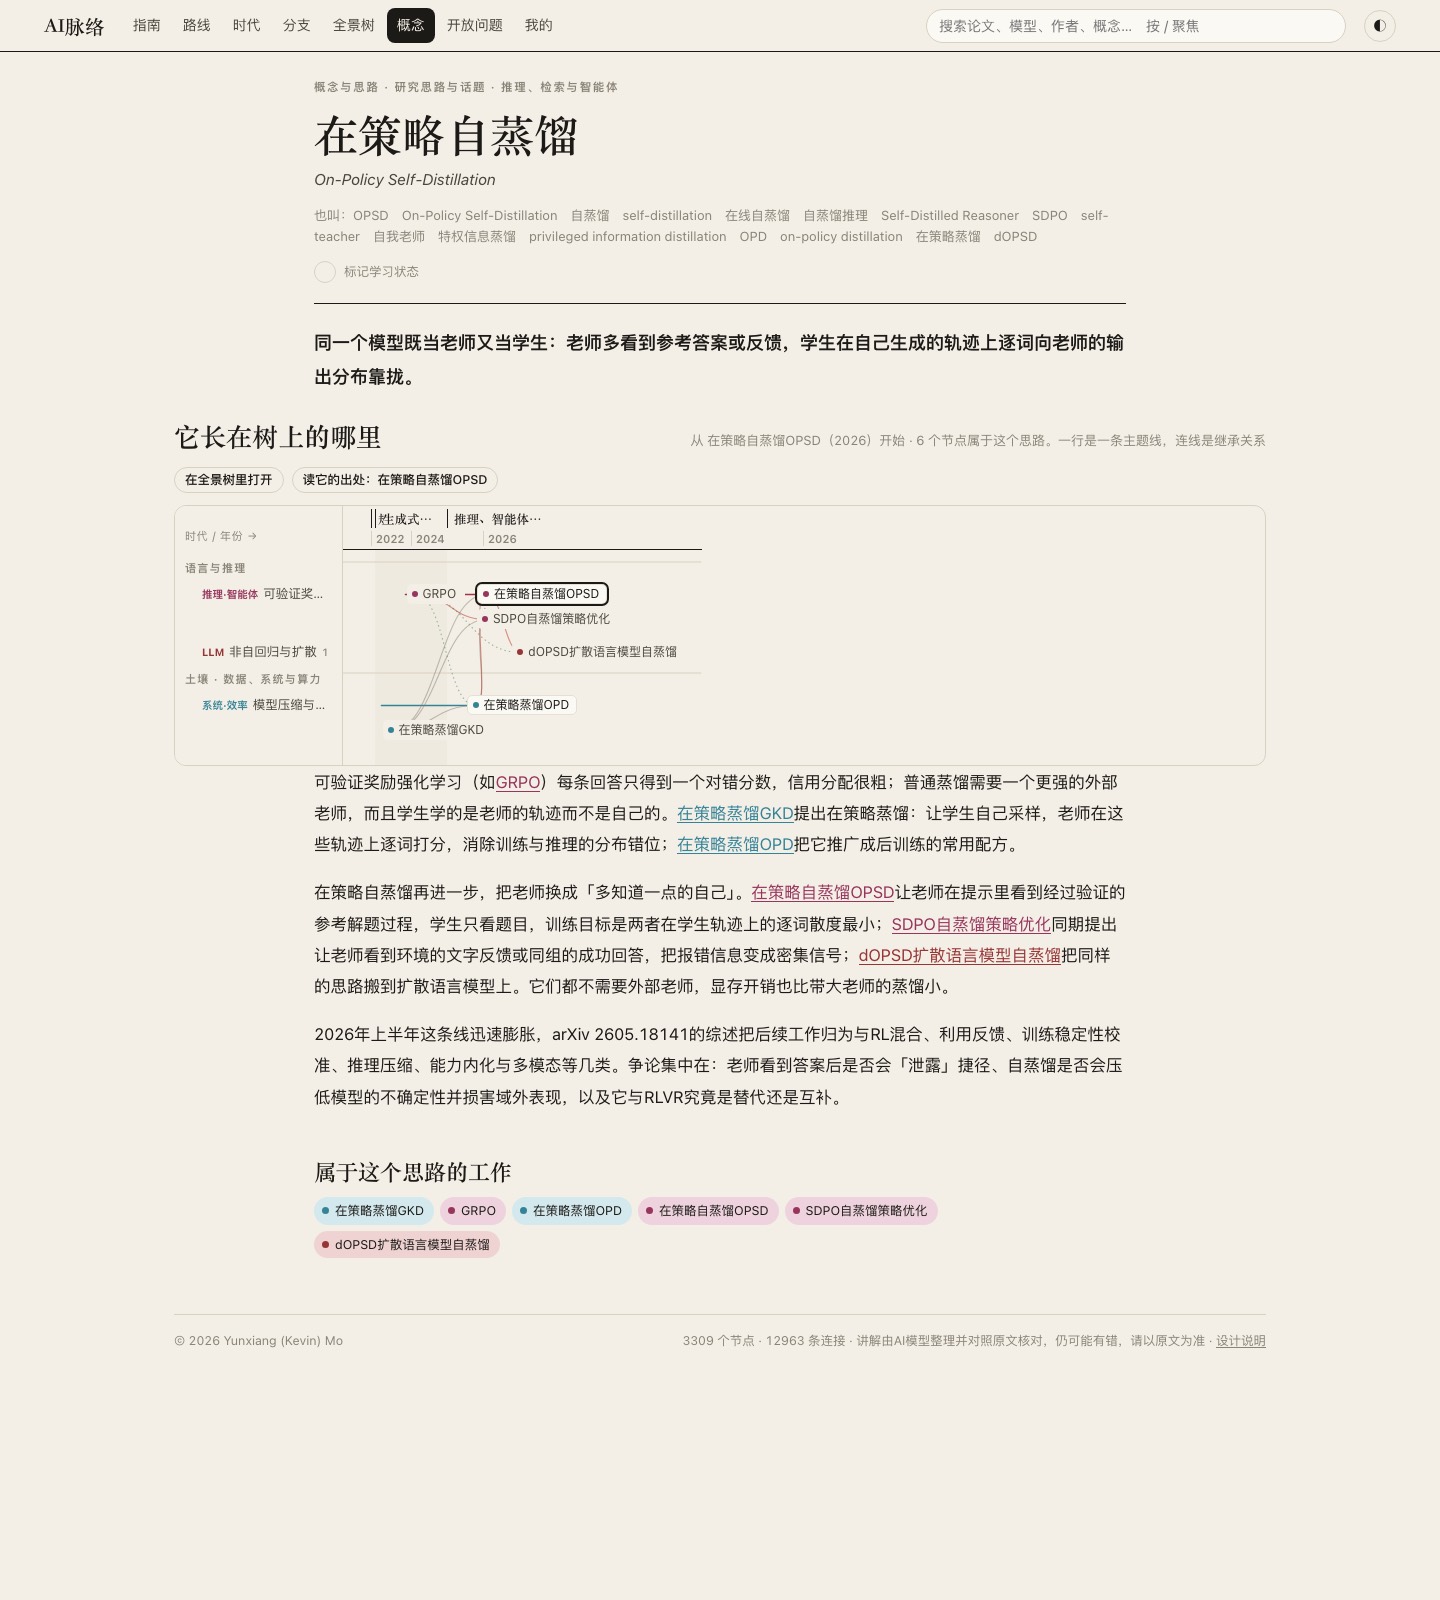 AI脉络 指南 路线 时代 分支 全景树 概念 开放问题 我的 搜索论文、模型、作者、概念… 按 / 聚焦
概念与思路 · 研究思路与话题 · 推理、检索与智能体
在策略自蒸馏
On-Policy Self-Distillation
也叫：OPSD On-Policy Self-Distillation 自蒸馏 self-distillation 在线自蒸馏 自蒸馏推理 Self-Distilled Reasoner SDPO self-
teacher 自我老师 特权信息蒸馏 privileged information distillation OPD on-policy distillation 在策略蒸馏 dOPSD
标记学习状态
同一个模型既当老师又当学生：老师多看到参考答案或反馈，学生在自己生成的轨迹上逐词向老师的输
出分布靠拢。
它长在树上的哪里 从 在策略自蒸馏OPSD（2026）开始 · 6 个节点属于这个思路。一行是一条主题线，连线是继承关系
在全景树里打开 读它的出处：在策略自蒸馏OPSD
生成式… 推理、智能体…
时代 / 年份 → 2022 2024 2026
语言与推理
推理·智能体 可验证奖… GRPO 在策略自蒸馏OPSD
SDPO自蒸馏策略优化
LLM 非自回归与扩散 1 dOPSD扩散语言模型自蒸馏
土壤 · 数据、系统与算力
系统·效率 模型压缩与… 在策略蒸馏OPD
在策略蒸馏GKD
可验证奖励强化学习（如GRPO）每条回答只得到一个对错分数，信用分配很粗；普通蒸馏需要一个更强的外部
老师，而且学生学的是老师的轨迹而不是自己的。在策略蒸馏GKD提出在策略蒸馏：让学生自己采样，老师在这
些轨迹上逐词打分，消除训练与推理的分布错位；在策略蒸馏OPD把它推广成后训练的常用配方。
在策略自蒸馏再进一步，把老师换成「多知道一点的自己」。在策略自蒸馏OPSD让老师在提示里看到经过验证的
参考解题过程，学生只看题目，训练目标是两者在学生轨迹上的逐词散度最小；SDPO自蒸馏策略优化同期提出
让老师看到环境的文字反馈或同组的成功回答，把报错信息变成密集信号；dOPSD扩散语言模型自蒸馏把同样
的思路搬到扩散语言模型上。它们都不需要外部老师，显存开销也比带大老师的蒸馏小。
2026年上半年这条线迅速膨胀，arXiv 2605.18141的综述把后续工作归为与RL混合、利用反馈、训练稳定性校
准、推理压缩、能力内化与多模态等几类。争论集中在：老师看到答案后是否会「泄露」捷径、自蒸馏是否会压
低模型的不确定性并损害域外表现，以及它与RLVR究竟是替代还是互补。
属于这个思路的工作
在策略蒸馏GKD GRPO 在策略蒸馏OPD 在策略自蒸馏OPSD SDPO自蒸馏策略优化
dOPSD扩散语言模型自蒸馏
© 2026 Yunxiang (Kevin) Mo 3309 个节点 · 12963 条连接 · 讲解由AI模型整理并对照原文核对，仍可能有错，请以原文为准 · 设计说明